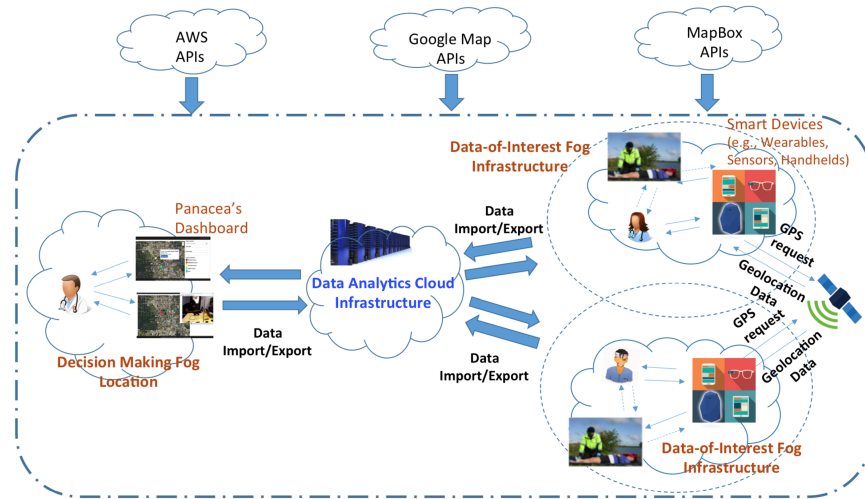 AWS
APIs
Google Map
APIs
MapBox
APIs
Smart Devices
(e.g., Wearables,
Sensors, Handhelds)
Data-of-Interest Fog
Infrastructure
Panacea's
Dashboard
Data
Import/Export
Data Analytics Cloud
Infrastructure
GPS
request
Geolocation
Data
GPS
request
Geolocation
Data
Decision Making Fog
Location
Data
Import/Export
Data
Import/Export
Data-of-Interest Fog
Infrastructure